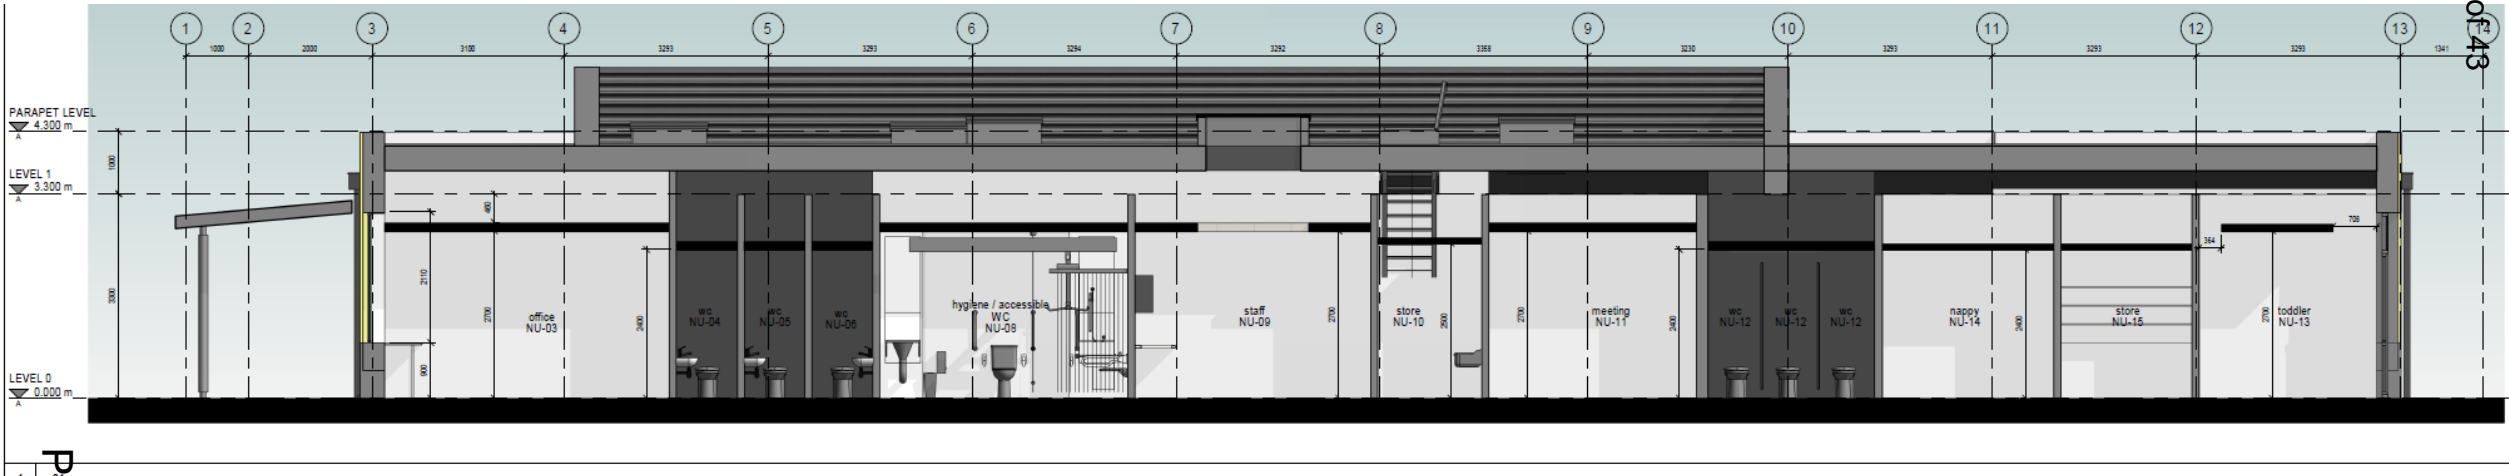 1 2 3 4 5 6 7 8 9 10 11 12 13 14
1000 2000 3100 3293 3293 3294 3292 3358 3230 3293 3293 3293 1341
of 43
PARAPET LEVEL
4.300 m
A
1000
LEVEL 1
3.300 m
A
460
708
364
3300
2110
2700
2400
2700
2500
2700
2400
2400
2700
900
office
NU-03
wc
NU-04
wc
NU-05
wc
NU-06
hygiene / accessible
WC
NU-08
staff
NU-09
store
NU-10
meeting
NU-11
wc
NU-12
wc
NU-12
wc
NU-12
nappy
NU-14
store
NU-15
toddler
NU-13
LEVEL 0
0.000 m
A
P